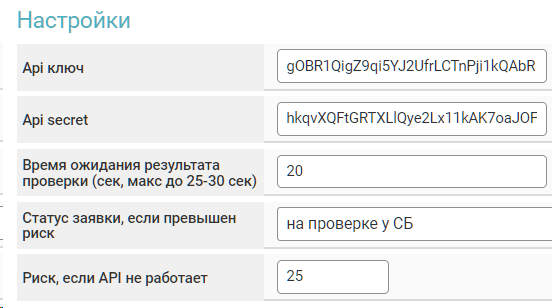 Настройки
Api ключ
gOBR1QigZ9qi5YJ2UfrLCTnPji1kQAbR
Api secret
hkqvXQFtGRTXLlQye2Lx11kAK7oaJOF
Время ожидания результата
проверки (сек, макс до 25-30 сек)
20
Статус заявки, если превышен
риск
на проверке у СБ
Риск, если API не работает
25